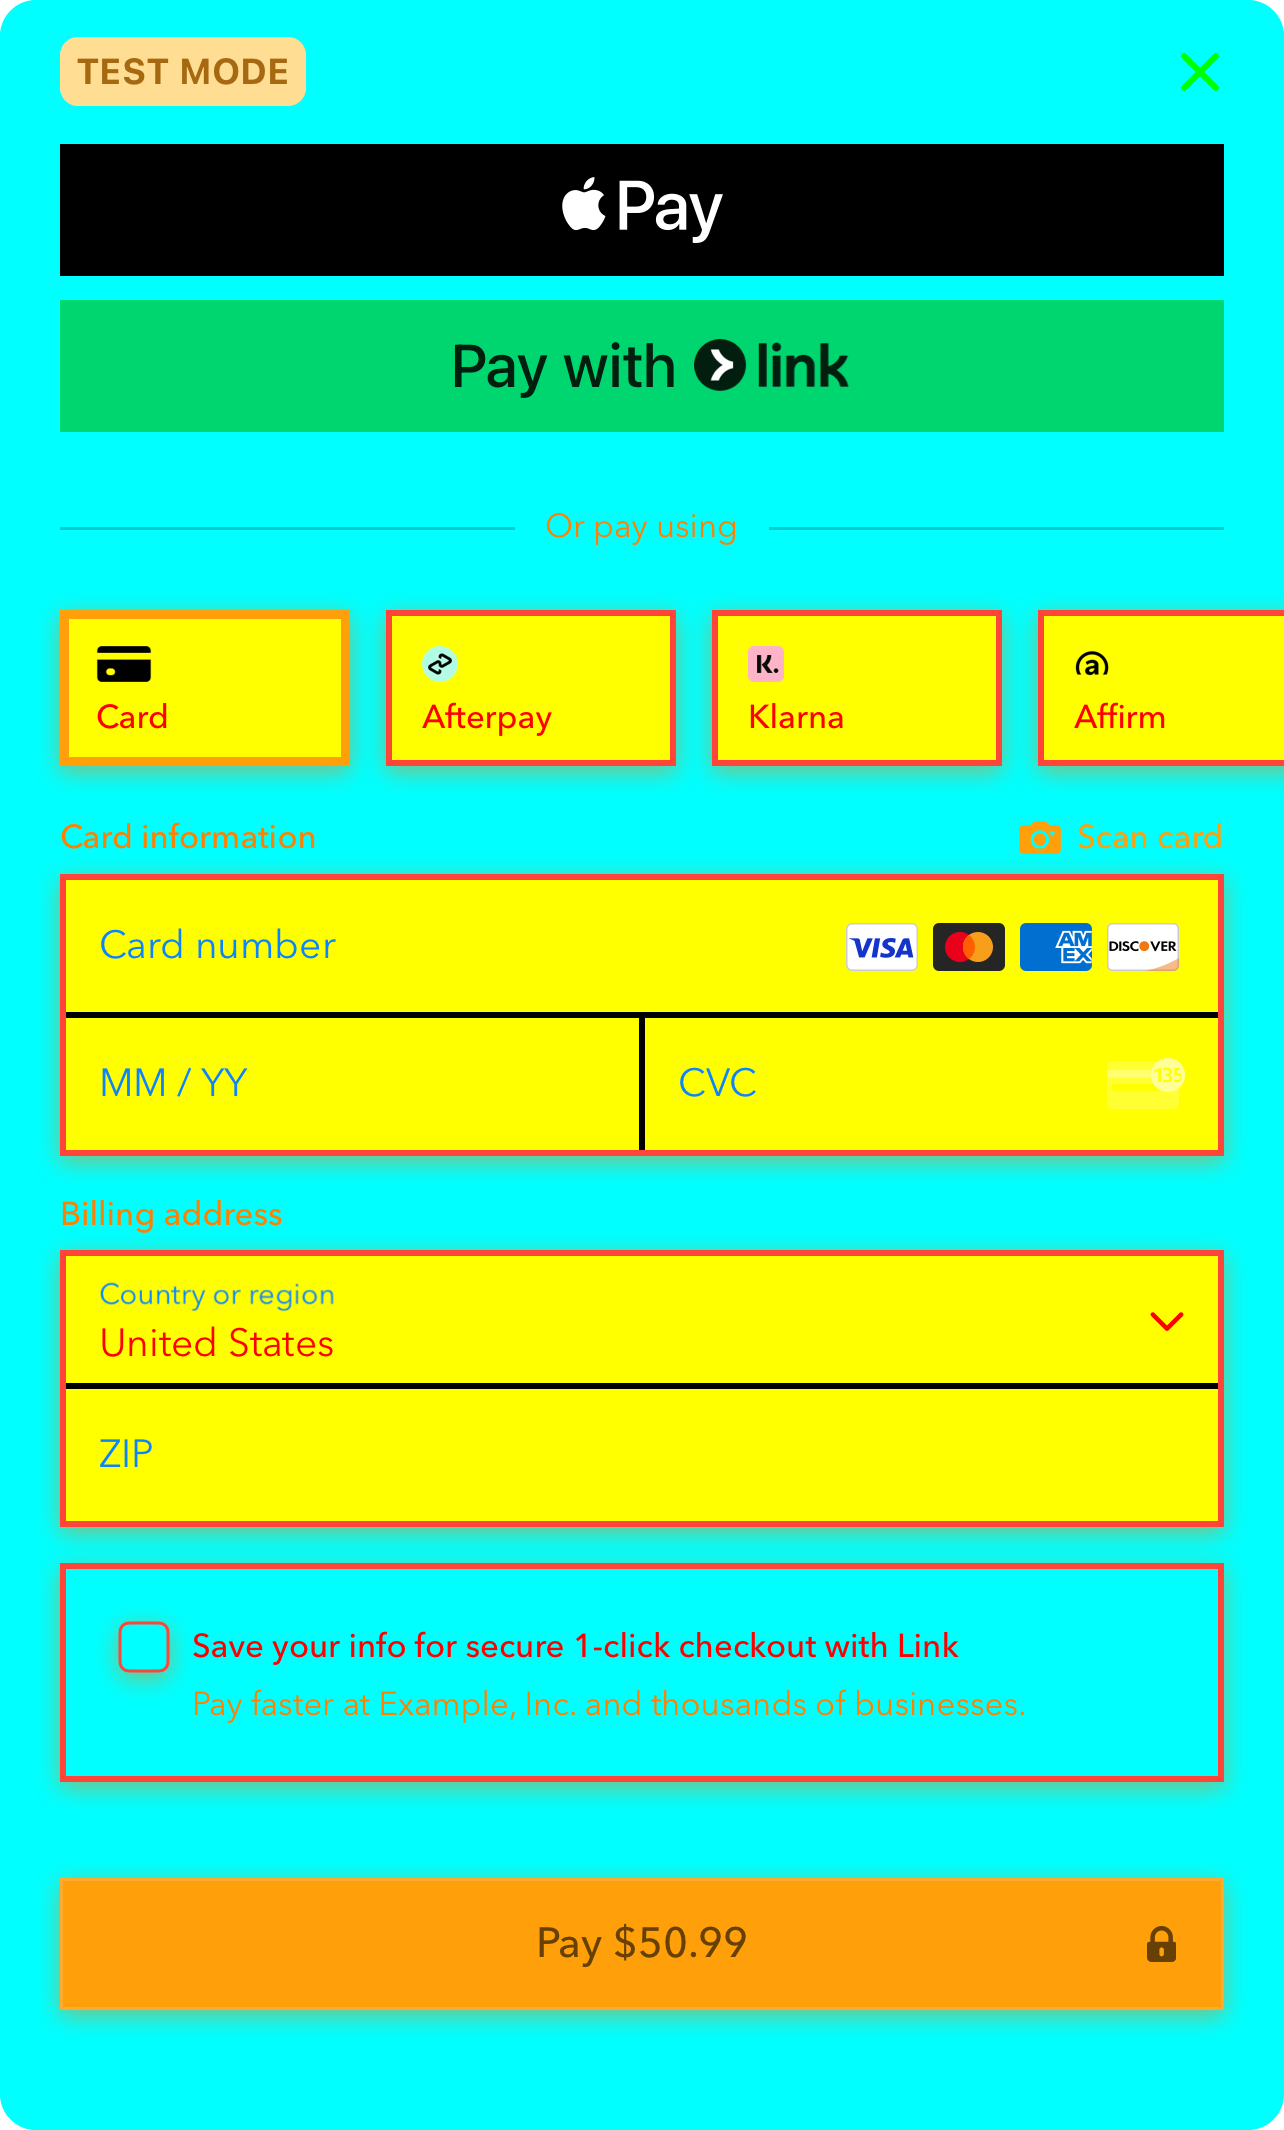 TEST MODE
Pay
Pay with link
Or pay using
Card
Afterpay
K.
Klarna
a
Affirm
Card information
Scan card
Card number
VISA
AM
EX
DISCOVER
MM / YY
CVC
135
Billing address
Country or region
United States
ZIP
Save your info for secure 1-click checkout with Link
Pay faster at Example, Inc. and thousands of businesses.
Pay $50.99